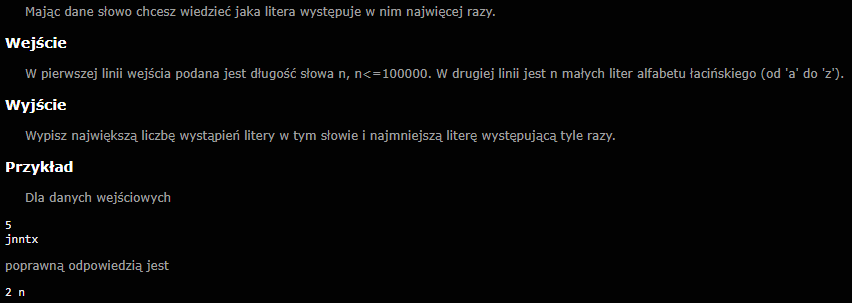 Mając dane słowo chcesz wiedzieć jaka litera występuje w nim najwięcej razy.
Wejście
W pierwszej linii wejścia podana jest długość słowa n, n<=100000. W drugiej linii jest n małych liter alfabetu łacińskiego (od 'a' do 'z').
Wyjście
Wypisz największą liczbę wystąpień litery w tym słowie i najmniejszą literę występującą tyle razy.
Przykład
Dla danych wejściowych
5
jnntx
poprawną odpowiedzią jest
2 n